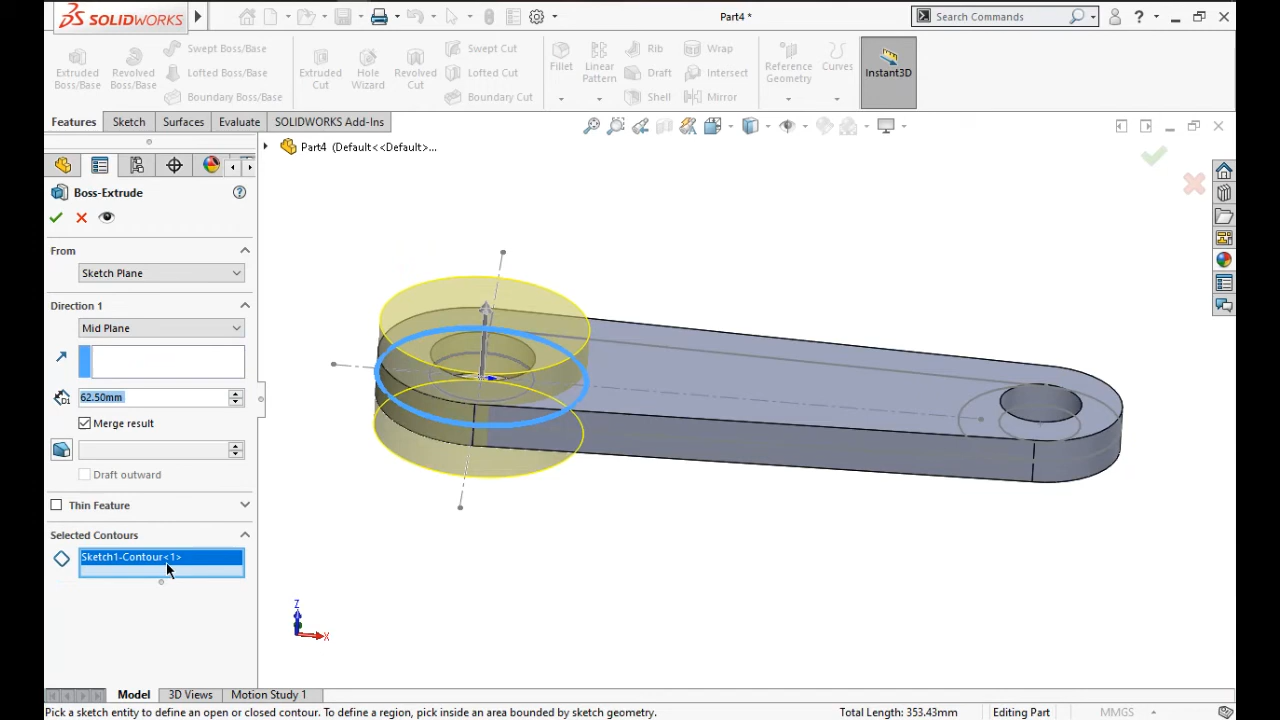 SOLIDWORKS
Part4 *
Search Commands
?
Extruded
Boss/Base
Revolved
Boss/Base
Swept Boss/Base
Lofted Boss/Base
Boundary Boss/Base
Extruded
Cut
Hole
Wizard
Revolved
Cut
Swept Cut
Lofted Cut
Boundary Cut
Fillet
Linear
Pattern
Rib
Draft
Shell
Wrap
Intersect
Mirror
Reference
Geometry
Curves
Instant3D
Features Sketch Surfaces Evaluate SOLIDWORKS Add-Ins
Part4 (Default<<Default>...
Boss-Extrude
?
From
Sketch Plane
Direction 1
Mid Plane
D1
62.50mm
Merge result
Draft outward
Thin Feature
Selected Contours
Sketch1-Contour<1>
Z
X
Model 3D Views Motion Study 1
Pick a sketch entity to define an open or closed contour. To define a region, pick inside an area bounded by sketch geometry. Total Length: 353.43mm Editing Part MMGS